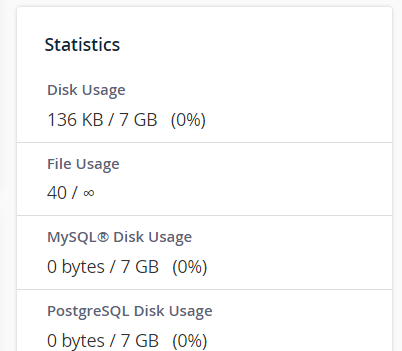 Statistics
Disk Usage
136 KB / 7 GB (0%)
File Usage
40 / ∞
MySQL® Disk Usage
0 bytes / 7 GB (0%)
PostgreSQL Disk Usage
0 bytes / 7 GB (0%)